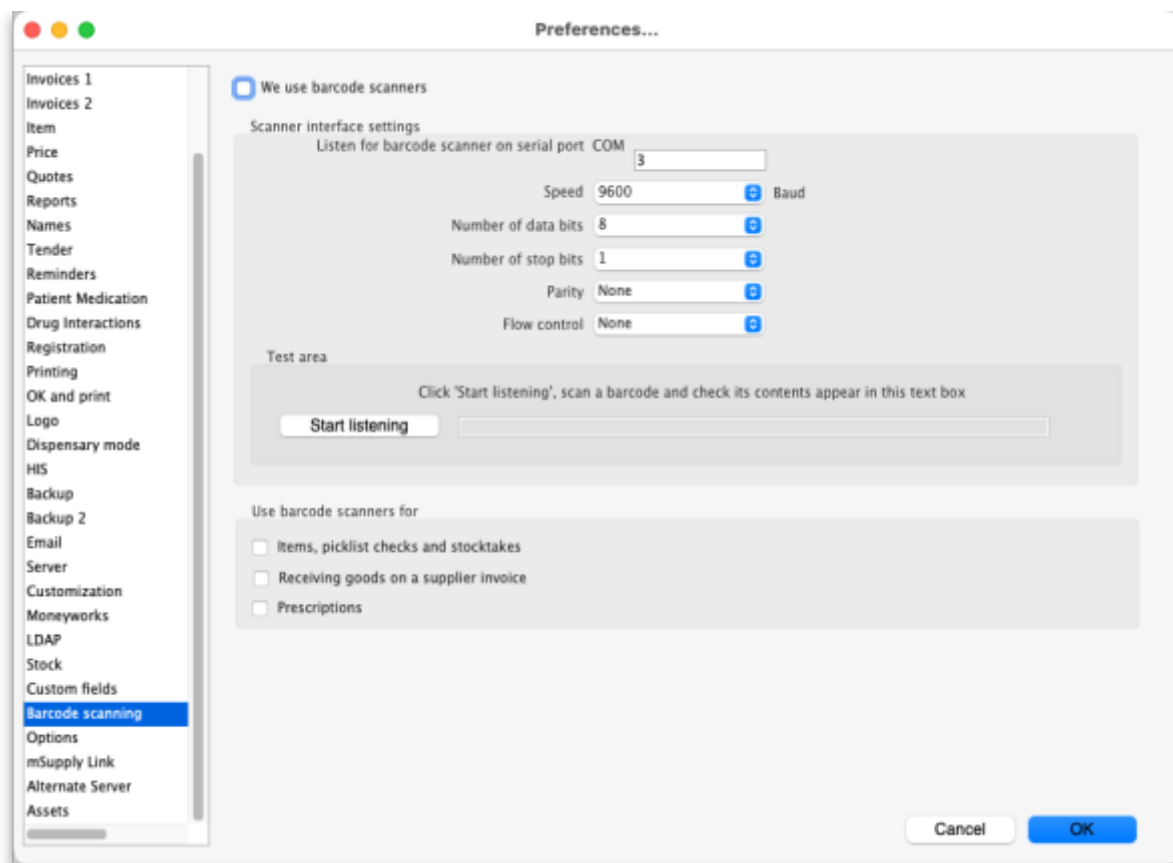 Preferences...
Invoices 1
Invoices 2
Item
Price
Quotes
Reports
Names
Tender
Reminders
Patient Medication
Drug Interactions
Registration
Printing
OK and print
Logo
Dispensary mode
HIS
Backup
Backup 2
Email
Server
Customization
Moneyworks
LDAP
Stock
Custom fields
Barcode scanning
Options
mSupply Link
Alternate Server
Assets
We use barcode scanners
Scanner interface settings
Listen for barcode scanner on serial port COM 3
Speed 9600 Baud
Number of data bits 8
Number of stop bits 1
Parity None
Flow control None
Test area
Click 'Start listening', scan a barcode and check its contents appear in this text box
Start listening
Use barcode scanners for
Items, picklist checks and stocktakes
Receiving goods on a supplier invoice
Prescriptions
Cancel OK